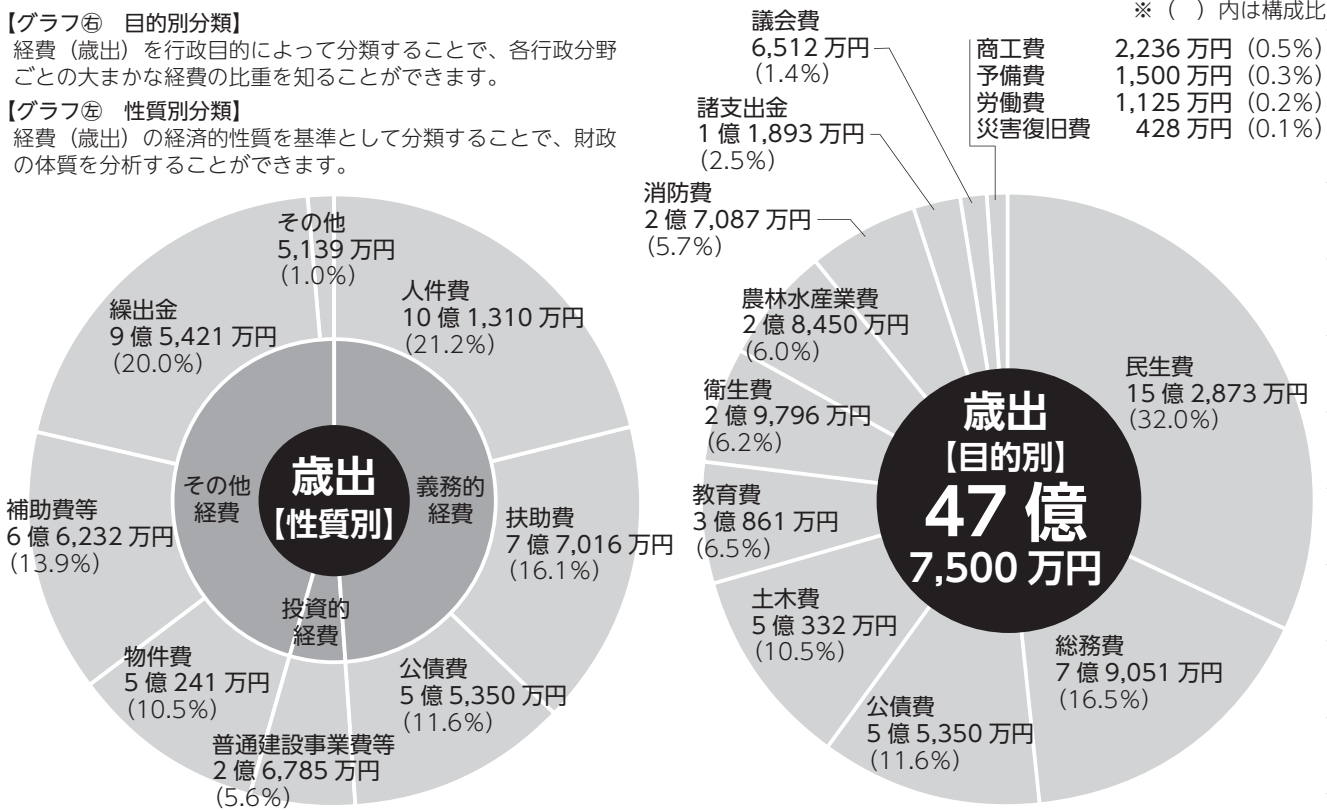 【グラフ㊨　目的別分類】
経費（歳出）を行政目的によって分類することで、各行政分野
ごとの大まかな経費の比重を知ることができます。
【グラフ㊧　性質別分類】
経費（歳出）の経済的性質を基準として分類することで、財政
の体質を分析することができます。
その他
5,139 万円
（1.0%）
人件費
10 億 1,310 万円
（21.2%）
扶助費
7 億 7,016 万円
（16.1%）
公債費
5 億 5,350 万円
（11.6%）
普通建設事業費等
2 億 6,785 万円
（5.6%）
物件費
5 億 241 万円
（10.5%）
補助費等
6 億 6,232 万円
（13.9%）
繰出金
9 億 5,421 万円
（20.0%）
その他
経費
義務的
経費
投資的
経費
歳出
【性質別】
※（　）内は構成比
商工費　2,236 万円（0.5%）
予備費　1,500 万円（0.3%）
労働費　1,125 万円（0.2%）
災害復旧費　428 万円（0.1%）
議会費
6,512 万円
（1.4%）
諸支出金
1 億 1,893 万円
（2.5%）
消防費
2 億 7,087 万円
（5.7%）
農林水産業費
2 億 8,450 万円
（6.0%）
衛生費
2 億 9,796 万円
（6.2%）
教育費
3 億 861 万円
（6.5%）
土木費
5 億 332 万円
（10.5%）
公債費
5 億 5,350 万円
（11.6%）
総務費
7 億 9,051 万円
（16.5%）
民生費
15 億 2,873 万円
（32.0%）
歳出
【目的別】
47 億
7,500 万円